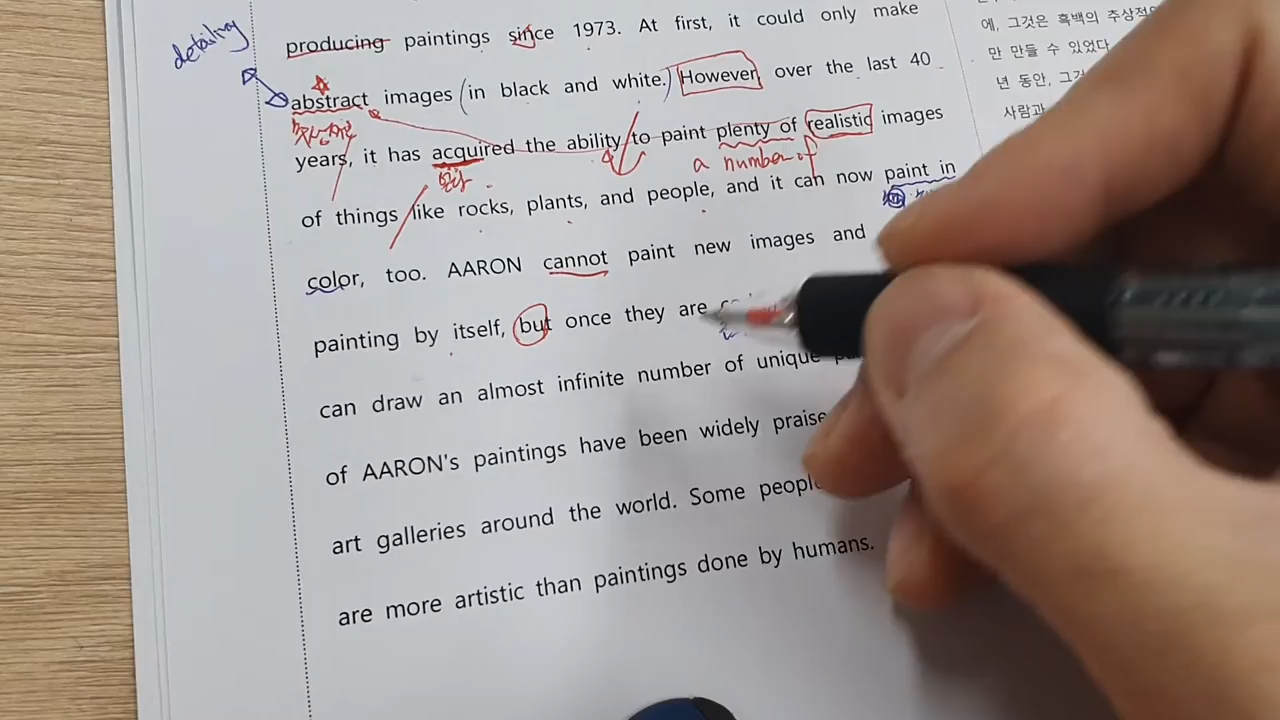 producing paintings since 1973. At first, it could only make
detailing
abstract images (in black and white.) However, over the last 40
추상적인
years, it has acquired the ability to paint plenty of realistic images
a number of
of things like rocks, plants, and people, and it can now paint in
color, too. AARON cannot paint new images and
painting by itself, but once they are
can draw an almost infinite number of unique
of AARON's paintings have been widely praise
art galleries around the world. Some people
are more artistic than paintings done by humans.
에, 그것은 흑백의 추상적
만 만들 수 있었다
년 동안, 그것
사람과